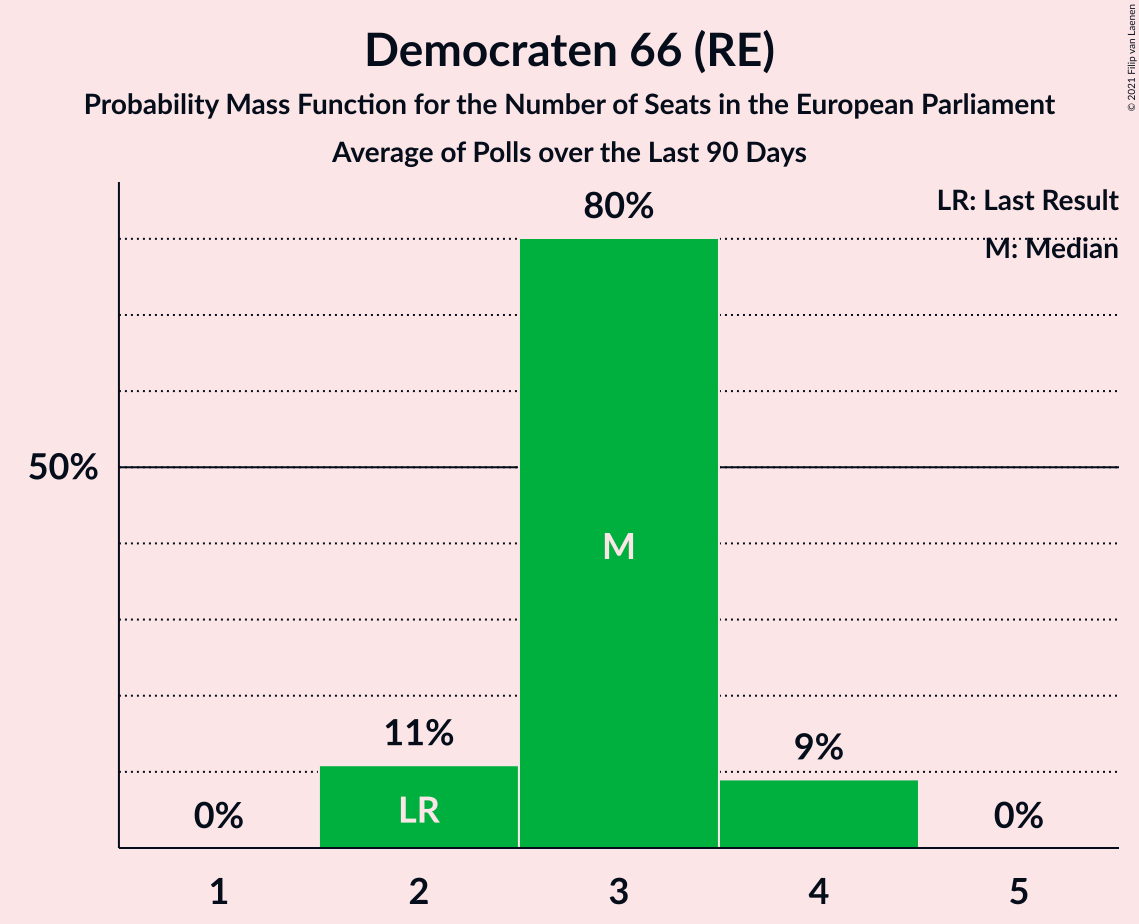 Democraten 66 (RE)
Probability Mass Function for the Number of Seats in the European Parliament
Average of Polls over the Last 90 Days
© 2021 Filip van Laenen
LR: Last Result
M: Median
80%
50%
M
11%
9%
LR
0%
0%
1 2 3 4 5